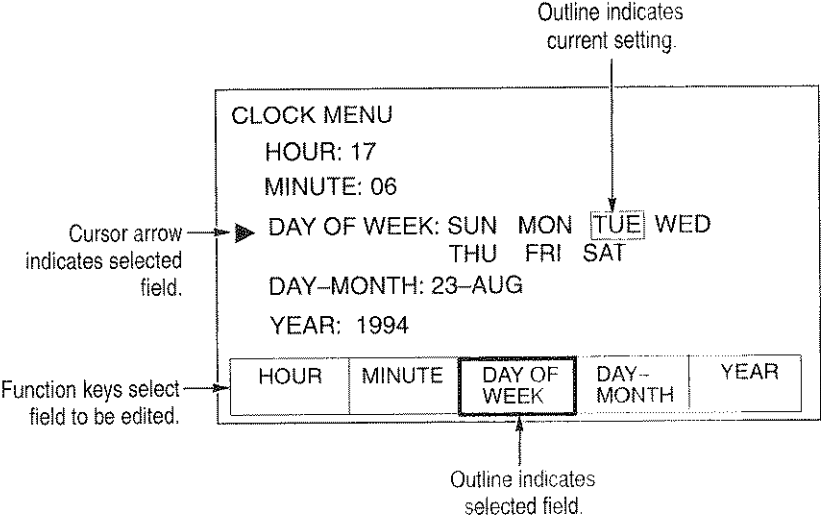 Outline indicates
current setting.
CLOCK MENU
HOUR: 17
MINUTE: 06
Cursor arrow
indicates selected
field.
DAY OF WEEK: SUN MON TUE WED
THU FRI SAT
DAY–MONTH: 23–AUG
YEAR: 1994
Function keys select
field to be edited.
HOUR
MINUTE
DAY OF
WEEK
DAY–
MONTH
YEAR
Outline indicates
selected field.